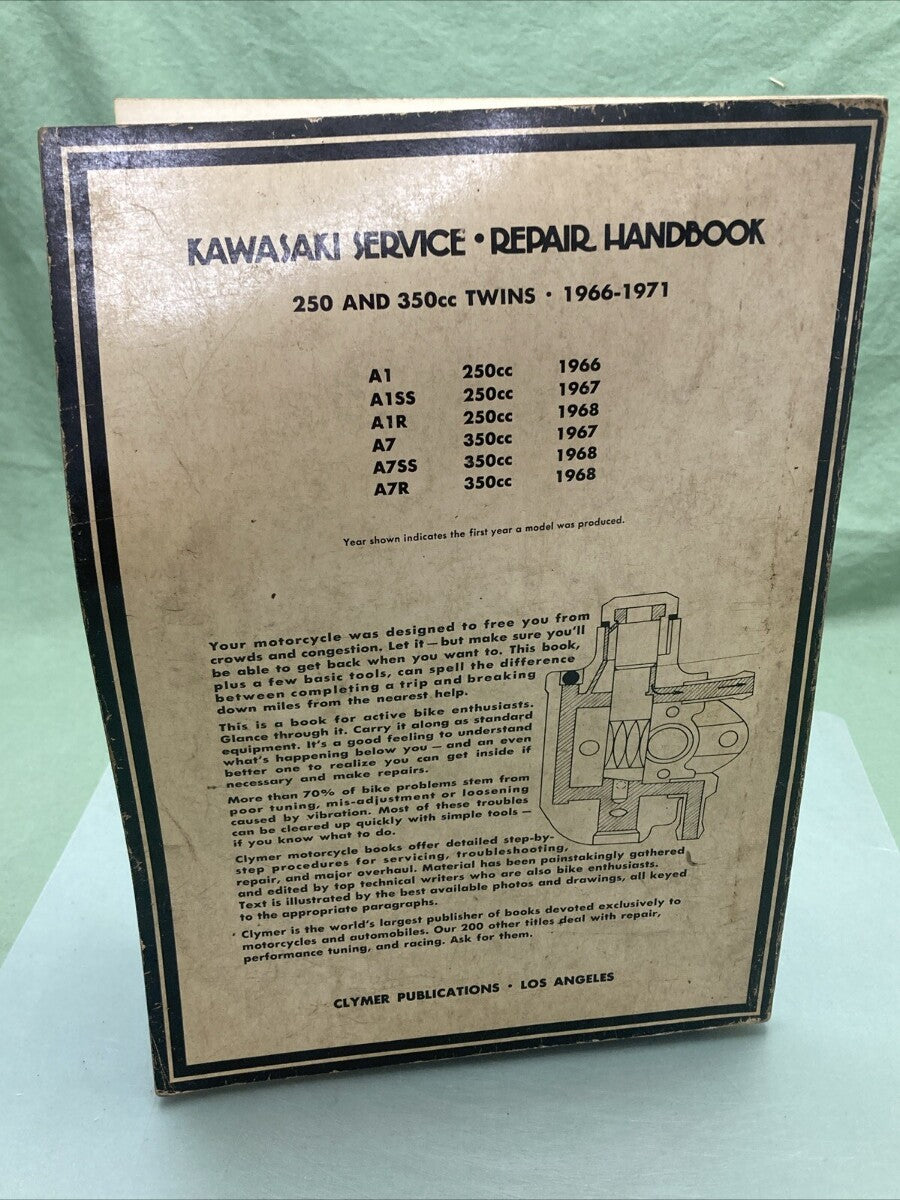 KAWASAKI SERVICE • REPAIR HANDBOOK
250 AND 350cc TWINS • 1966-1971
A1 250cc 1966
A1SS 250cc 1967
A1R 250cc 1968
A7 350cc 1967
A7SS 350cc 1968
A7R 350cc 1968
Year shown indicates the first year a model was produced.
Your motorcycle was designed to free you from
crowds and congestion. Let it — but make sure you'll
be able to get back when you want to. This book,
plus a few basic tools, can spell the difference
between completing a trip and breaking
down miles from the nearest help.
This is a book for active bike enthusiasts.
Glance through it. Carry it along as standard
equipment. It's a good feeling to understand
what's happening below you — and an even
better one to realize you can get inside if
necessary and make repairs.
More than 70% of bike problems stem from
poor tuning, mis-adjustment or loosening
caused by vibration. Most of these troubles
can be cleared up quickly with simple tools —
if you know what to do.
Clymer motorcycle books offer detailed step-by-
step procedures for servicing, troubleshooting,
repair, and major overhaul. Material has been painstakingly gathered
and edited by top technical writers who are also bike enthusiasts.
Text is illustrated by the best available photos and drawings, all keyed
to the appropriate paragraphs.
Clymer is the world's largest publisher of books devoted exclusively to
motorcycles and automobiles. Our 200 other titles deal with repair,
performance tuning, and racing. Ask for them.
CLYMER PUBLICATIONS • LOS ANGELES